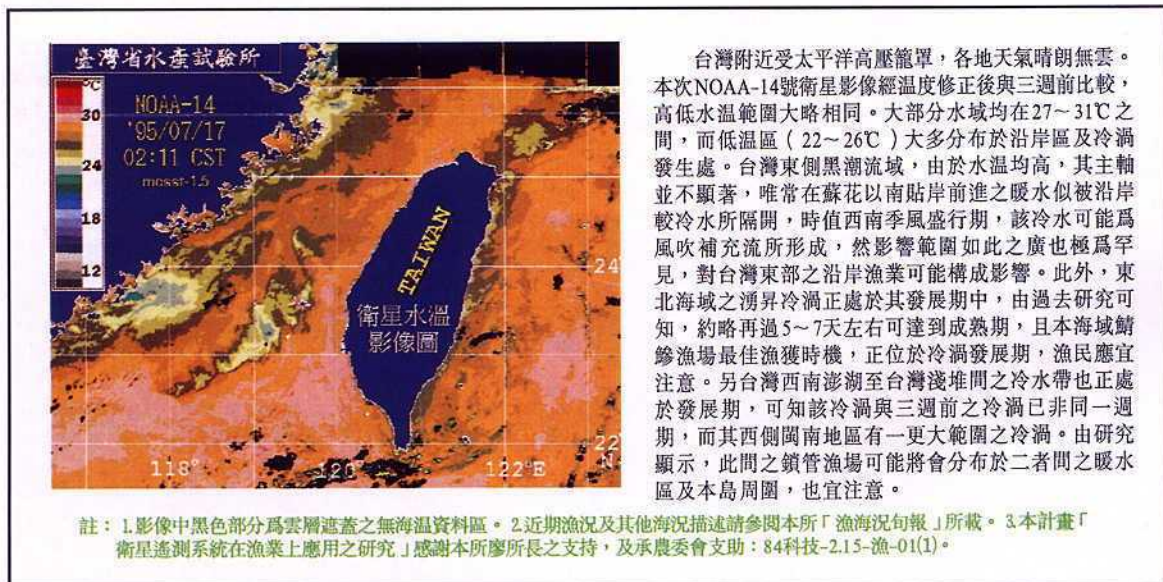 臺灣省水產試驗所
℃
30
24
18
12
NOAA-14
'95/07/17
02:11 CST
mcsst-1.5
TAIWAN
衛星水溫
影像圖
24
22
N
118°
120°
122°E
台灣附近受太平洋高壓籠罩，各地天氣晴朗無雲。
本次NOAA-14號衛星影像經温度修正後與三週前比較，
高低水温範圍大略相同。大部分水域均在27～31℃之
間，而低温區（22～26℃）大多分布於沿岸區及冷渦
發生處。台灣東側黑潮流域，由於水温均高，其主軸
並不顯著，唯常在蘇花以南貼岸前進之暖水似被沿岸
較冷水所隔開，時值西南季風盛行期，該冷水可能爲
風吹補充流所形成，然影響範圍如此之廣也極爲罕
見，對台灣東部之沿岸漁業可能構成影響。此外，東
北海域之湧昇冷渦正處於其發展期中，由過去研究可
知，約略再過5～7天左右可達到成熟期，且本海域鯖
鰺漁場最佳漁獲時機，正位於冷渦發展期，漁民應宜
注意。另台灣西南澎湖至台灣淺堆間之冷水帶也正處
於發展期，可知該冷渦與三週前之冷渦已非同一週
期，而其西側閩南地區有一更大範圍之冷渦。由研究
顯示，此間之鎖管漁場可能將會分布於二者間之暖水
區及本島周圍，也宜注意。
註：1.影像中黑色部分爲雲層遮蓋之無海温資料區。2.近期漁況及其他海況描述請參閱本所「漁海況旬報」所載。3.本計畫「
衛星遙測系統在漁業上應用之研究」感謝本所廖所長之支持，及承農委會支助：84科技-2.15-漁-01(1)。